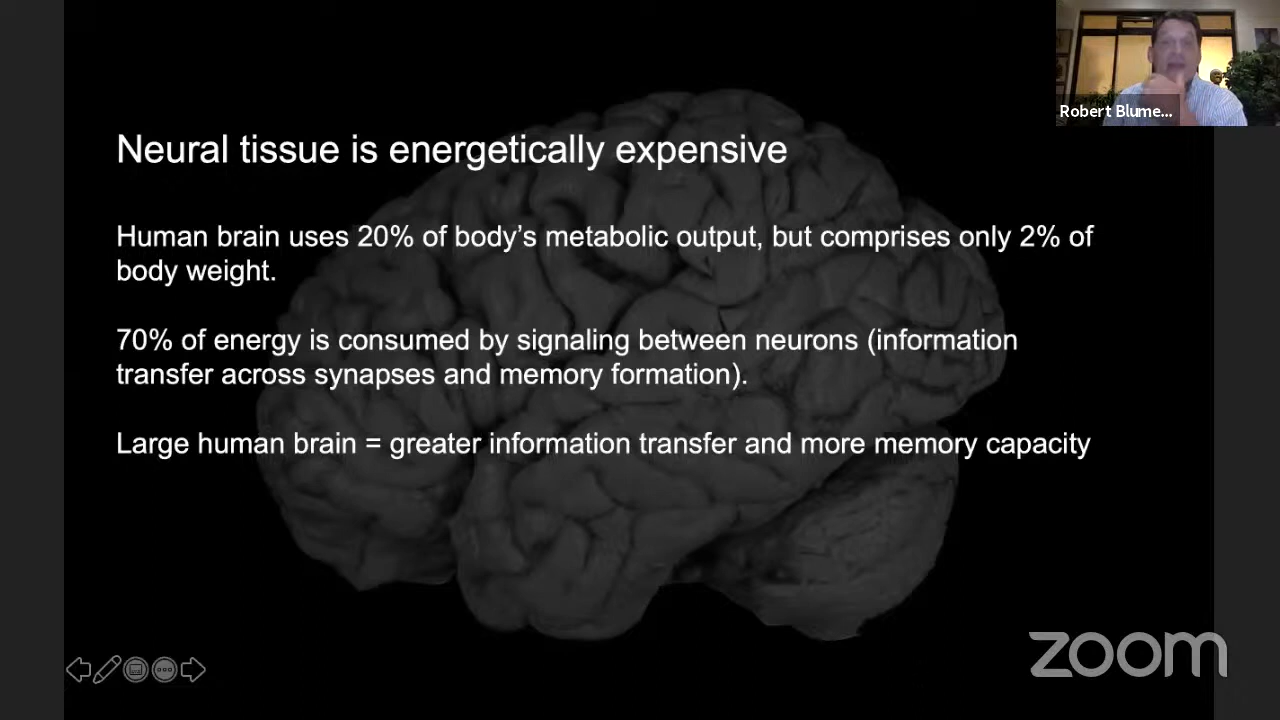 Robert Blume...
Neural tissue is energetically expensive
Human brain uses 20% of body’s metabolic output, but comprises only 2% of
body weight.
70% of energy is consumed by signaling between neurons (information
transfer across synapses and memory formation).
Large human brain = greater information transfer and more memory capacity
zoom